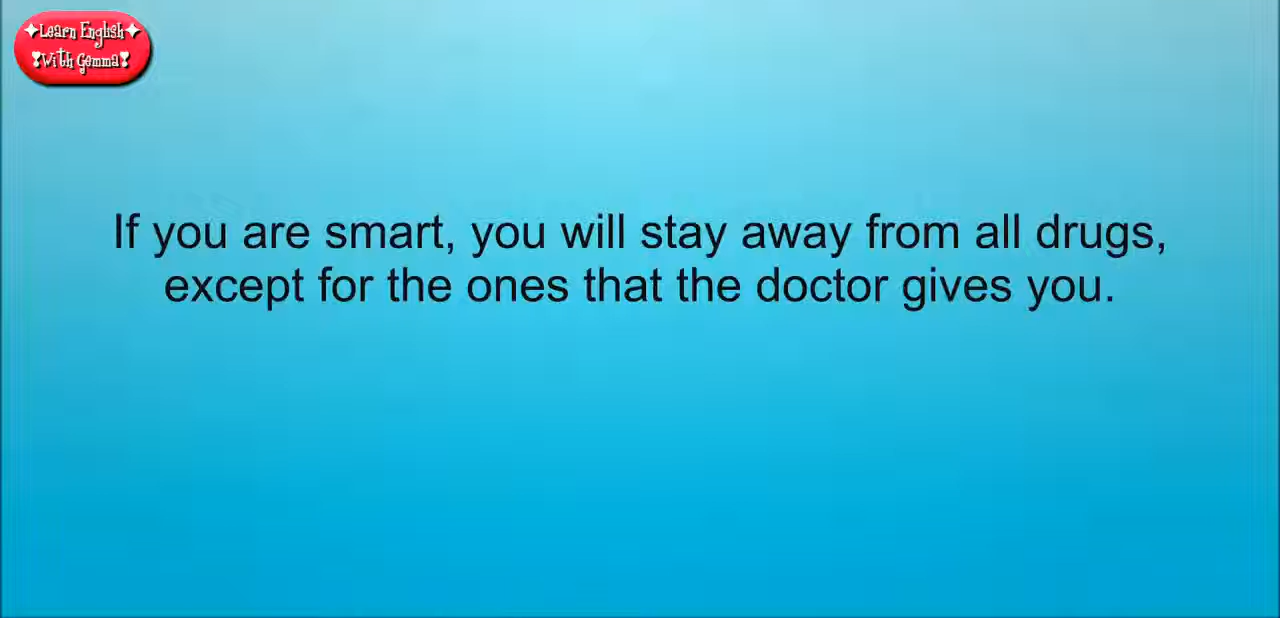 ✦Learn English✦
❣With Gemma❣
If you are smart, you will stay away from all drugs,
except for the ones that the doctor gives you.